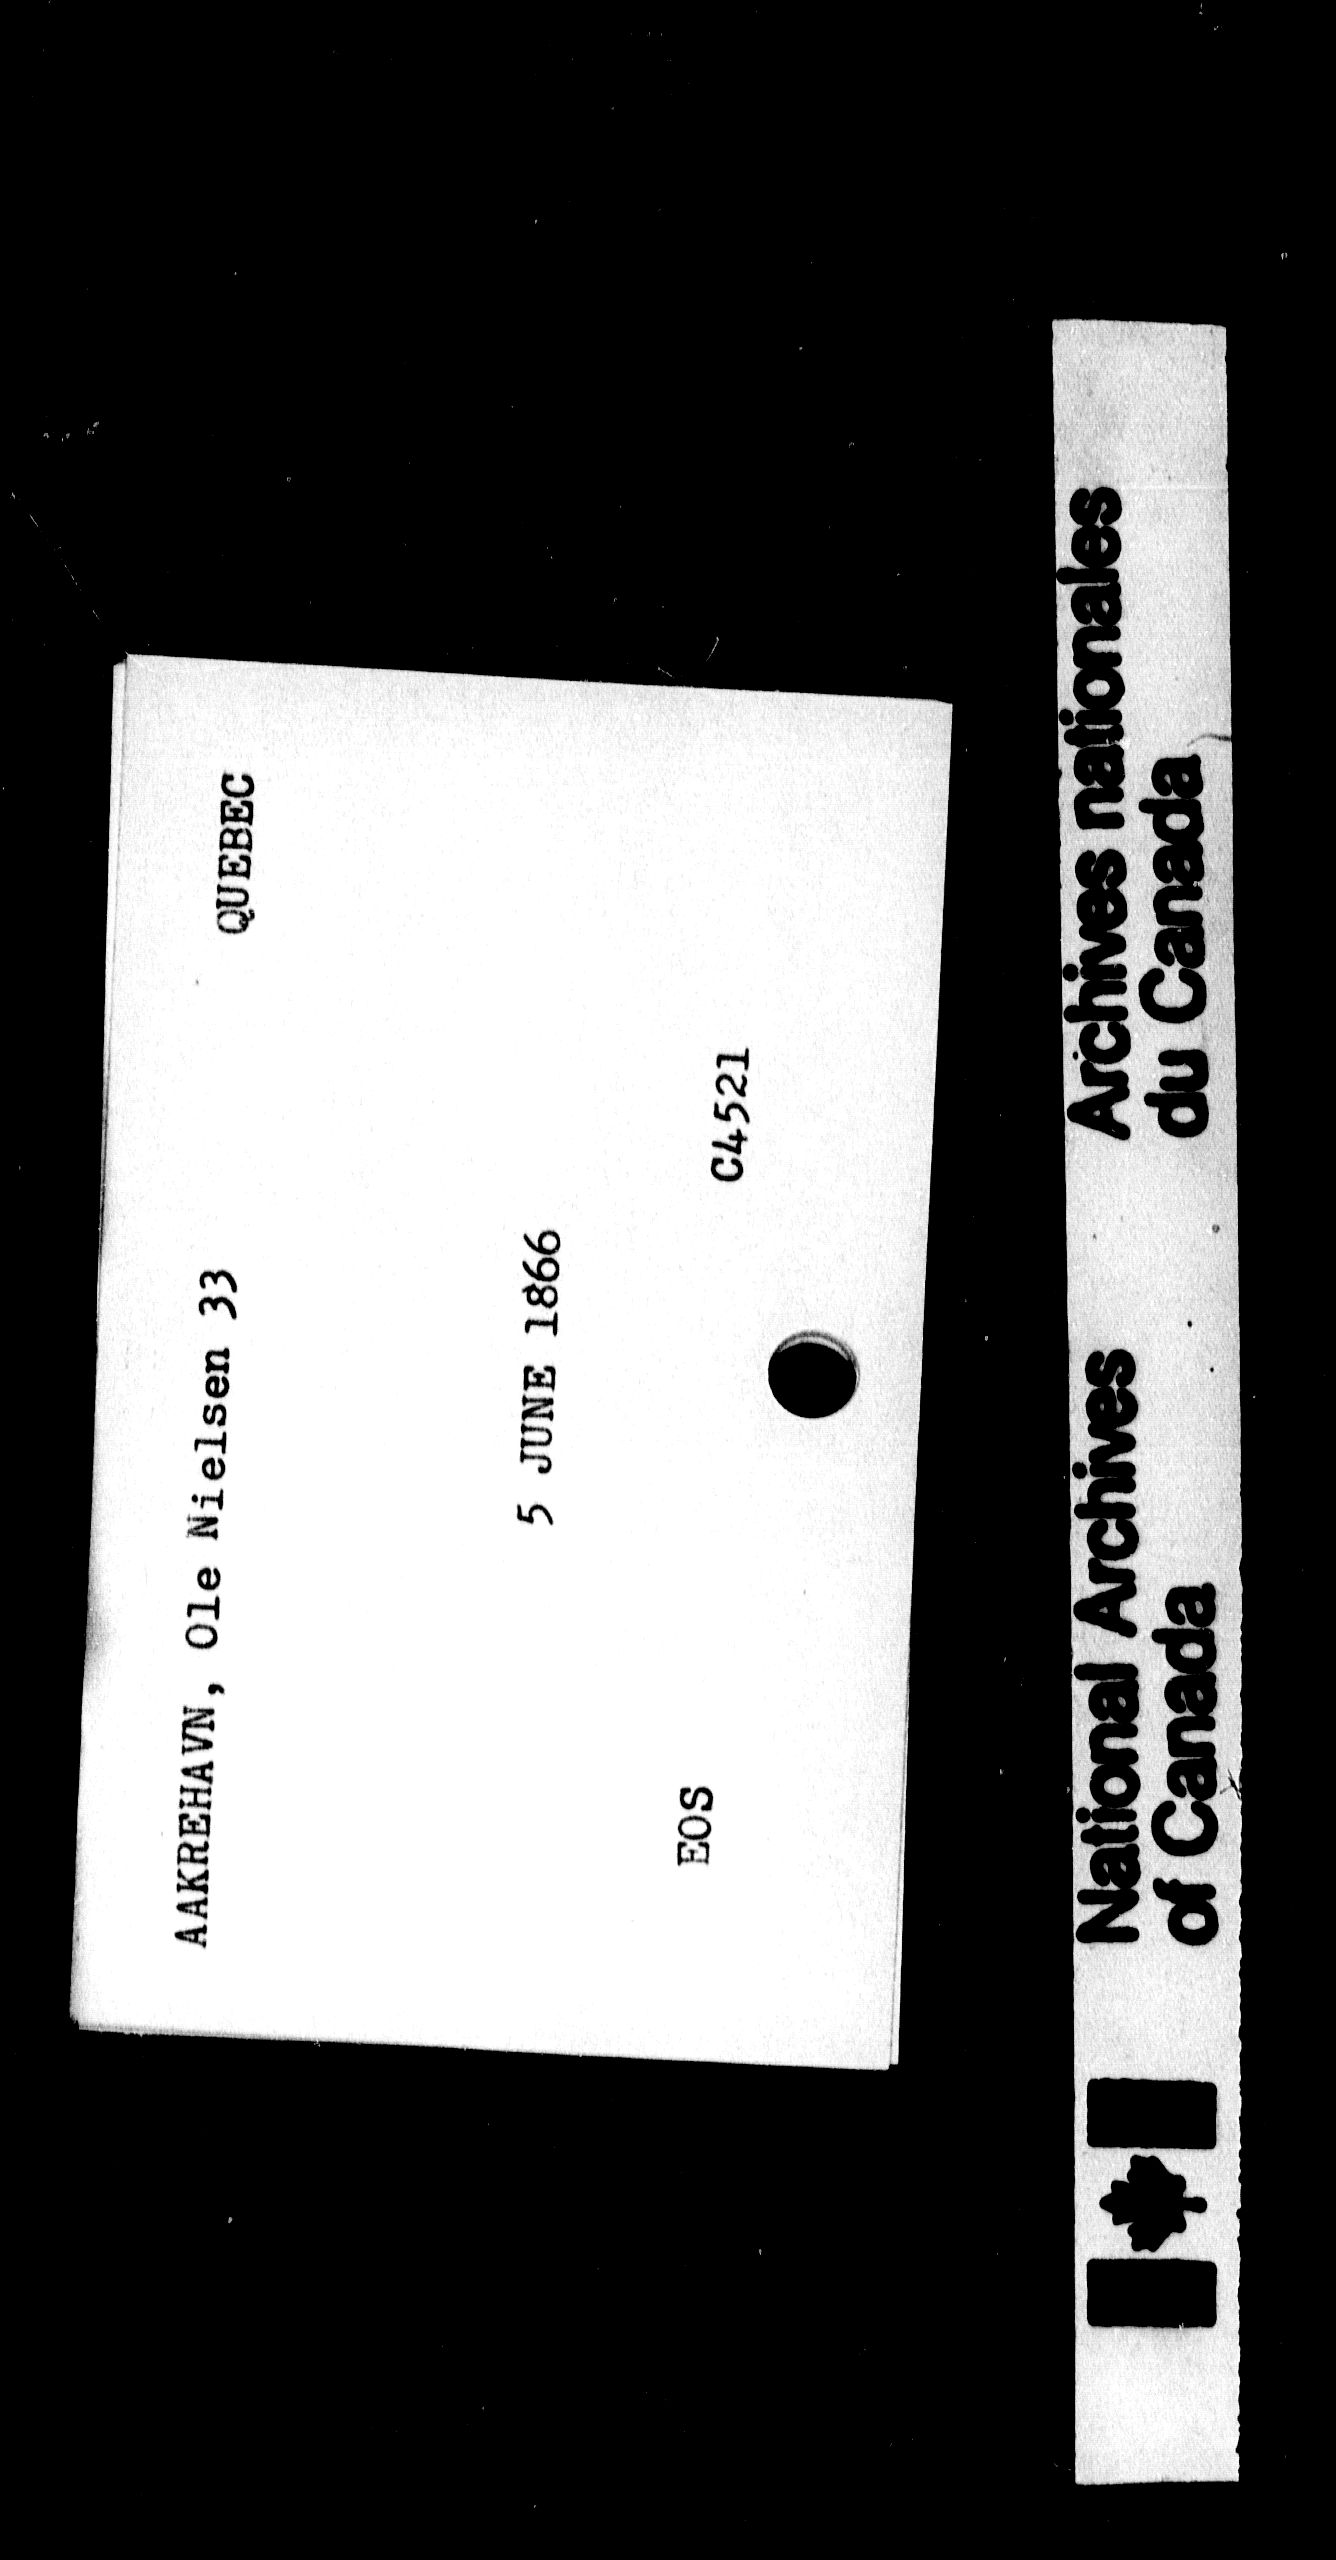 AAKREHAVN, Ole Nielsen 33 QUEBEC
5 JUNE 1866
EOS C4521
National Archives of Canada
Archives nationales du Canada